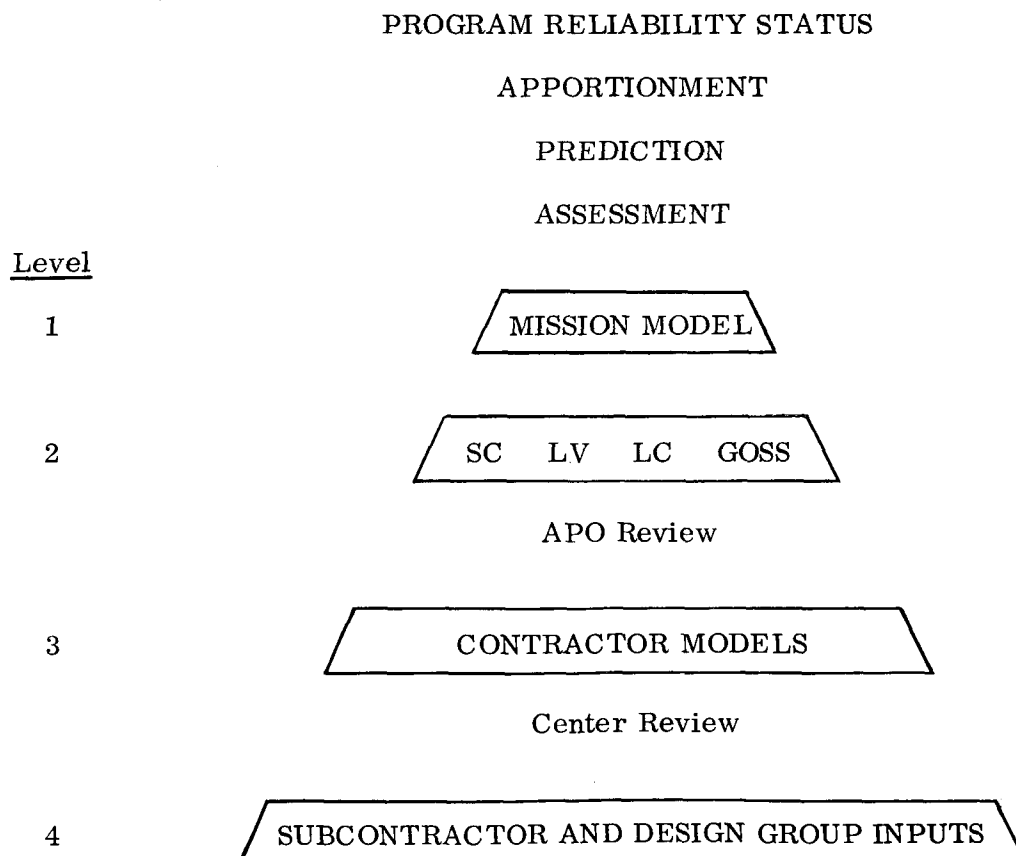 PROGRAM RELIABILITY STATUS
APPORTIONMENT
PREDICTION
ASSESSMENT
Level
1 MISSION MODEL
2 SC LV LC GOSS
APO Review
3 CONTRACTOR MODELS
Center Review
4 SUBCONTRACTOR AND DESIGN GROUP INPUTS